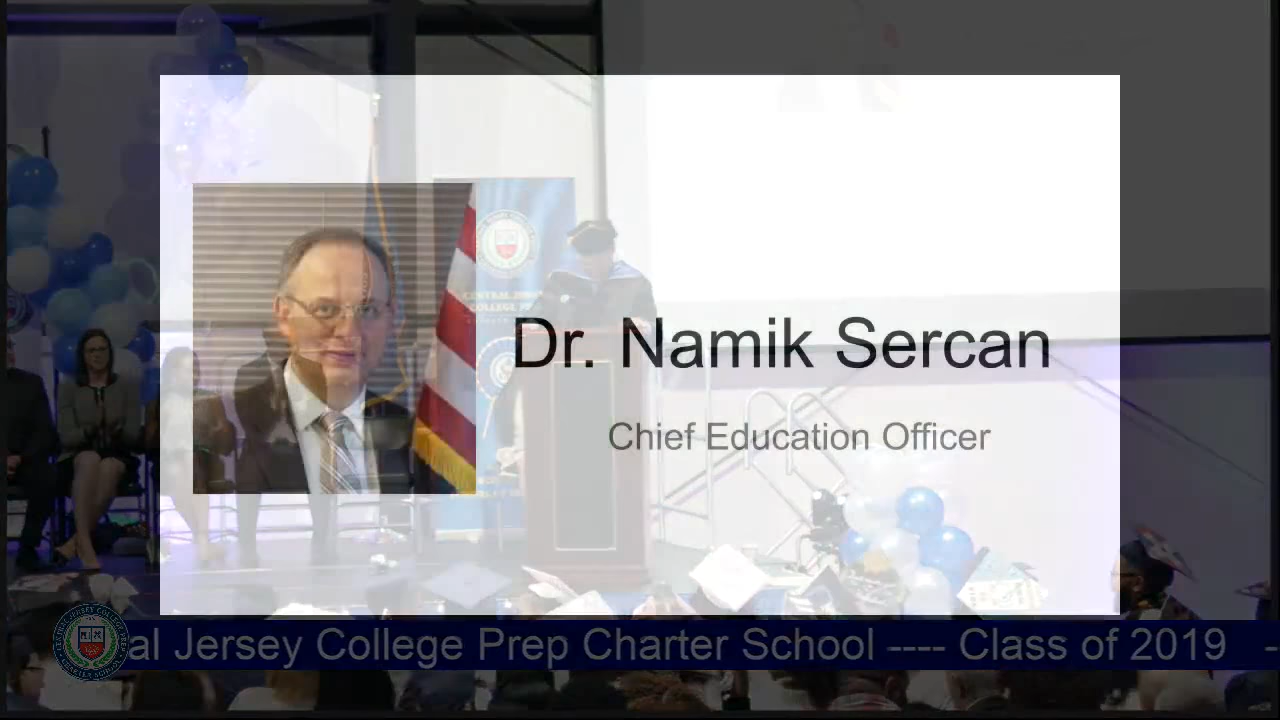 Dr. Namik Sercan
Chief Education Officer
al Jersey College Prep Charter School ---- Class of 2019 -